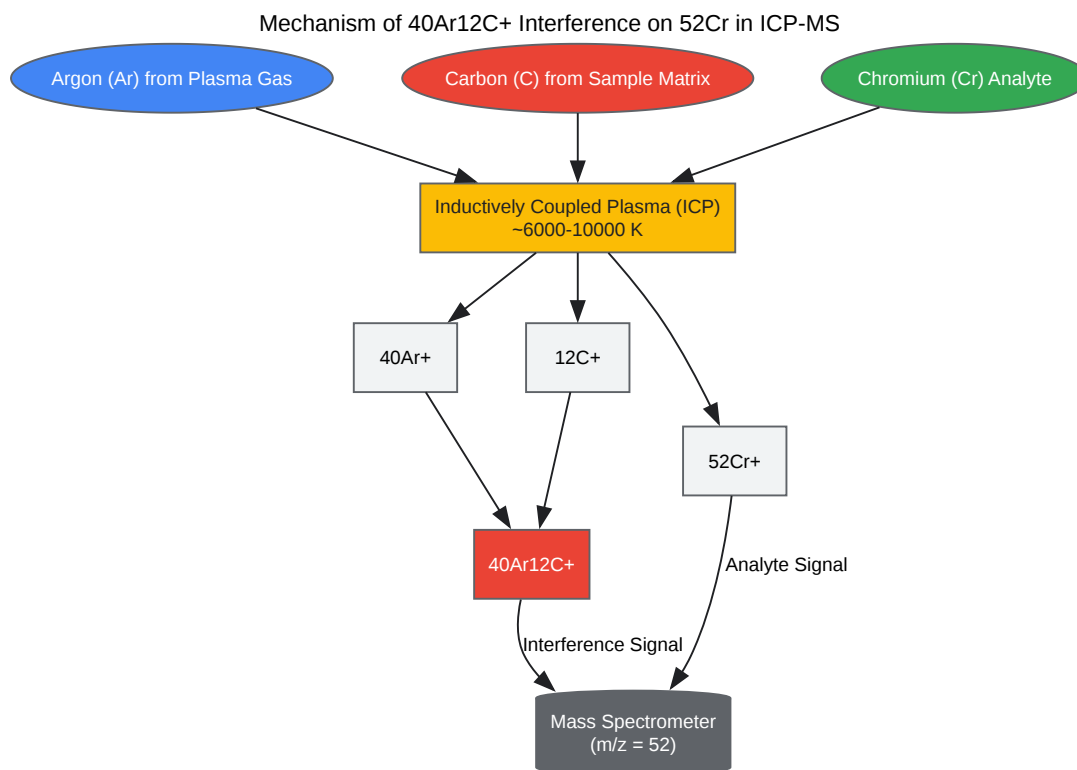 Mechanism of 40Ar12C+ Interference on 52Cr in ICP-MS
Argon (Ar) from Plasma Gas
Carbon (C) from Sample Matrix
Chromium (Cr) Analyte
Inductively Coupled Plasma (ICP)
~6000-10000 K
40Ar+
12C+
52Cr+
40Ar12C+
Analyte Signal
Interference Signal
Mass Spectrometer
(m/z = 52)